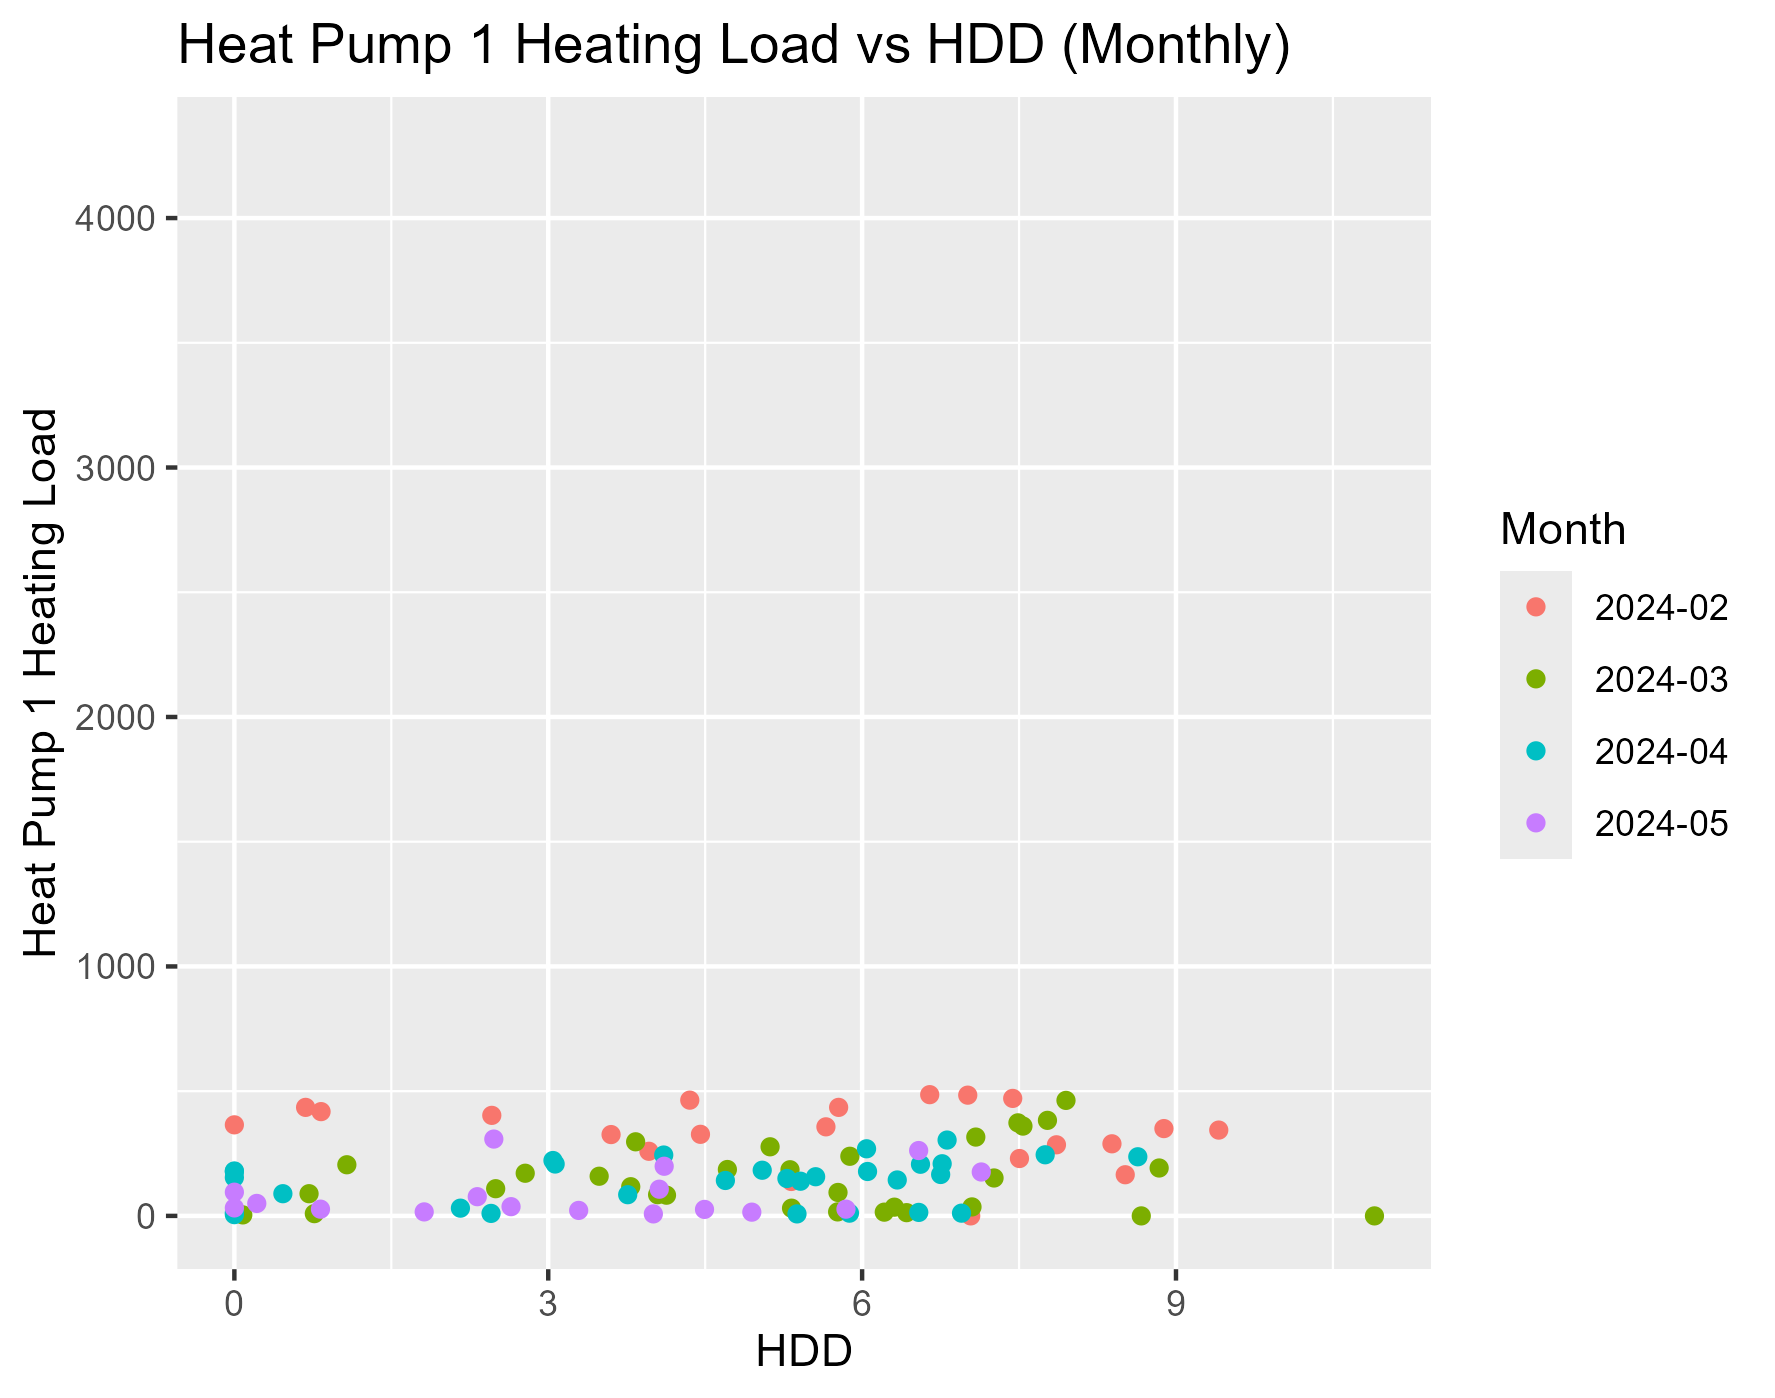 Heat Pump 1 Heating Load vs HDD (Monthly)
Heat Pump 1 Heating Load
4000
3000
2000
1000
0
0 3 6 9
HDD
Month
2024-02
2024-03
2024-04
2024-05